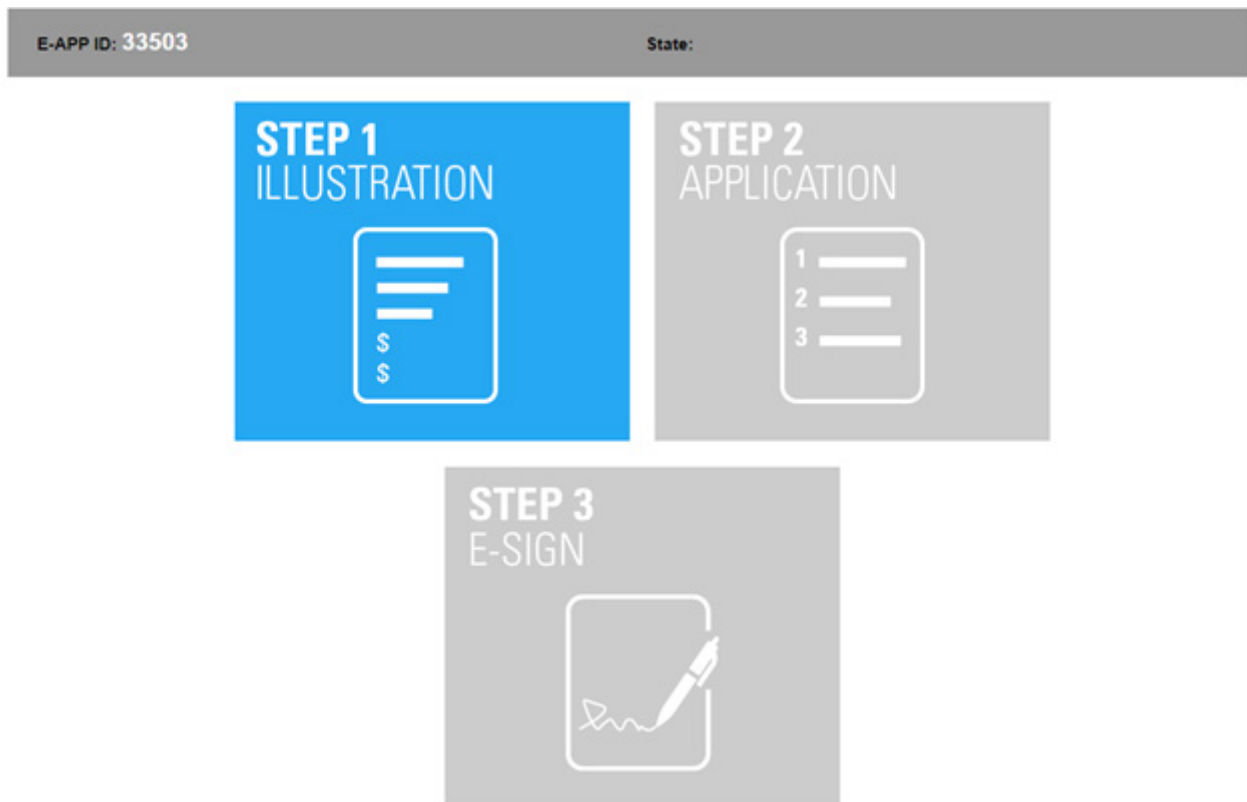 E-APP ID: 33503
State:
STEP 1
ILLUSTRATION
$
$
STEP 2
APPLICATION
1
2
3
STEP 3
E-SIGN